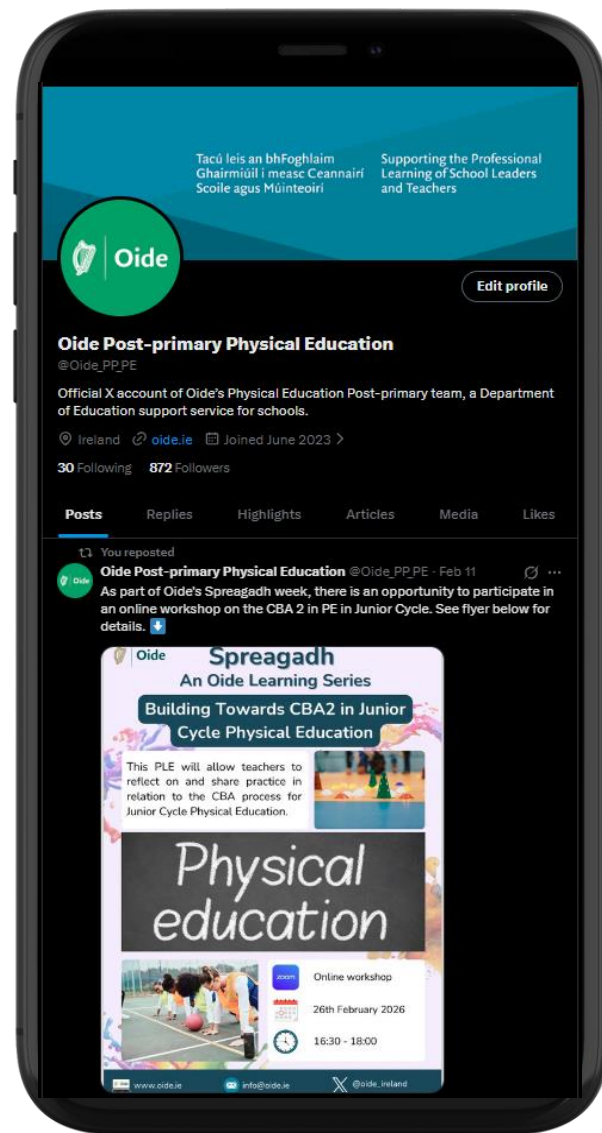 Tacú leis an bhFoghlaim
Ghairmiúil i measc Ceannairí
Scoile agus Múinteoirí
Supporting the Professional
Learning of School Leaders
and Teachers
Oide
Edit profile
Oide Post-primary Physical Education
@Oide_PP_PE
Official X account of Oide's Physical Education Post-primary team, a Department
of Education support service for schools.
Ireland oide.ie Joined June 2023
30 Following 872 Followers
Posts Replies Highlights Articles Media Likes
You reposted
Oide Post-primary Physical Education @Oide_PP_PE - Feb 11
Oide
As part of Oide's Spreagadh week, there is an opportunity to participate in
an online workshop on the CBA 2 in PE in Junior Cycle. See flyer below for
details.
Oide
Spreagadh
An Oide Learning Series
Building Towards CBA2 in Junior
Cycle Physical Education
This PLE will allow teachers to
reflect on and share practice in
relation to the CBA process for
Junior Cycle Physical Education.
Physical
education
zoom Online workshop
26th February 2026
16:30 - 18:00
www.oide.ie info@oide.ie @oide_ireland